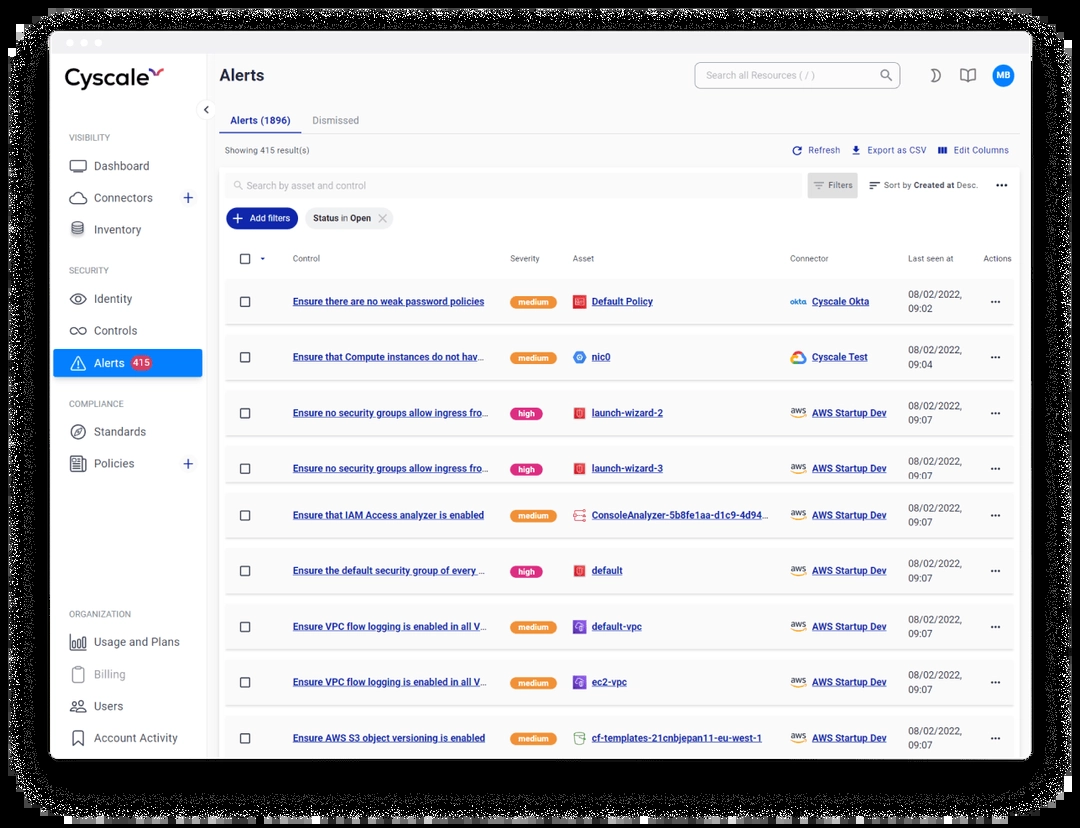 Cyscale
Alerts
Search all Resources ( / )
MB
VISIBILITY
Dashboard
Connectors
Inventory
SECURITY
Identity
Controls
Alerts 415
COMPLIANCE
Standards
Policies
ORGANIZATION
Usage and Plans
Billing
Users
Account Activity
Alerts (1896) Dismissed
Showing 415 result(s)
Refresh Export as CSV Edit Columns
Search by asset and control
Filters Sort by Created at Desc.
Add filters Status in Open
Control Severity Asset Connector Last seen at Actions
Ensure there are no weak password policies medium Default Policy okta Cyscale Okta 08/02/2022,
09:02
Ensure that Compute instances do not hav... medium nic0 Cyscale Test 08/02/2022,
09:04
Ensure no security groups allow ingress fro... high launch-wizard-2 aws AWS Startup Dev 08/02/2022,
09:07
Ensure no security groups allow ingress fro... high launch-wizard-3 aws AWS Startup Dev 08/02/2022,
09:07
Ensure that IAM Access analyzer is enabled medium ConsoleAnalyzer-5b8fe1aa-d1c9-4d94... aws AWS Startup Dev 08/02/2022,
09:07
Ensure the default security group of every ... high default aws AWS Startup Dev 08/02/2022,
09:07
Ensure VPC flow logging is enabled in all V... medium default-vpc aws AWS Startup Dev 08/02/2022,
09:07
Ensure VPC flow logging is enabled in all V... medium ec2-vpc aws AWS Startup Dev 08/02/2022,
09:07
Ensure AWS S3 object versioning is enabled medium cf-templates-21cnbjepan11-eu-west-1 aws AWS Startup Dev 08/02/2022,
09:07